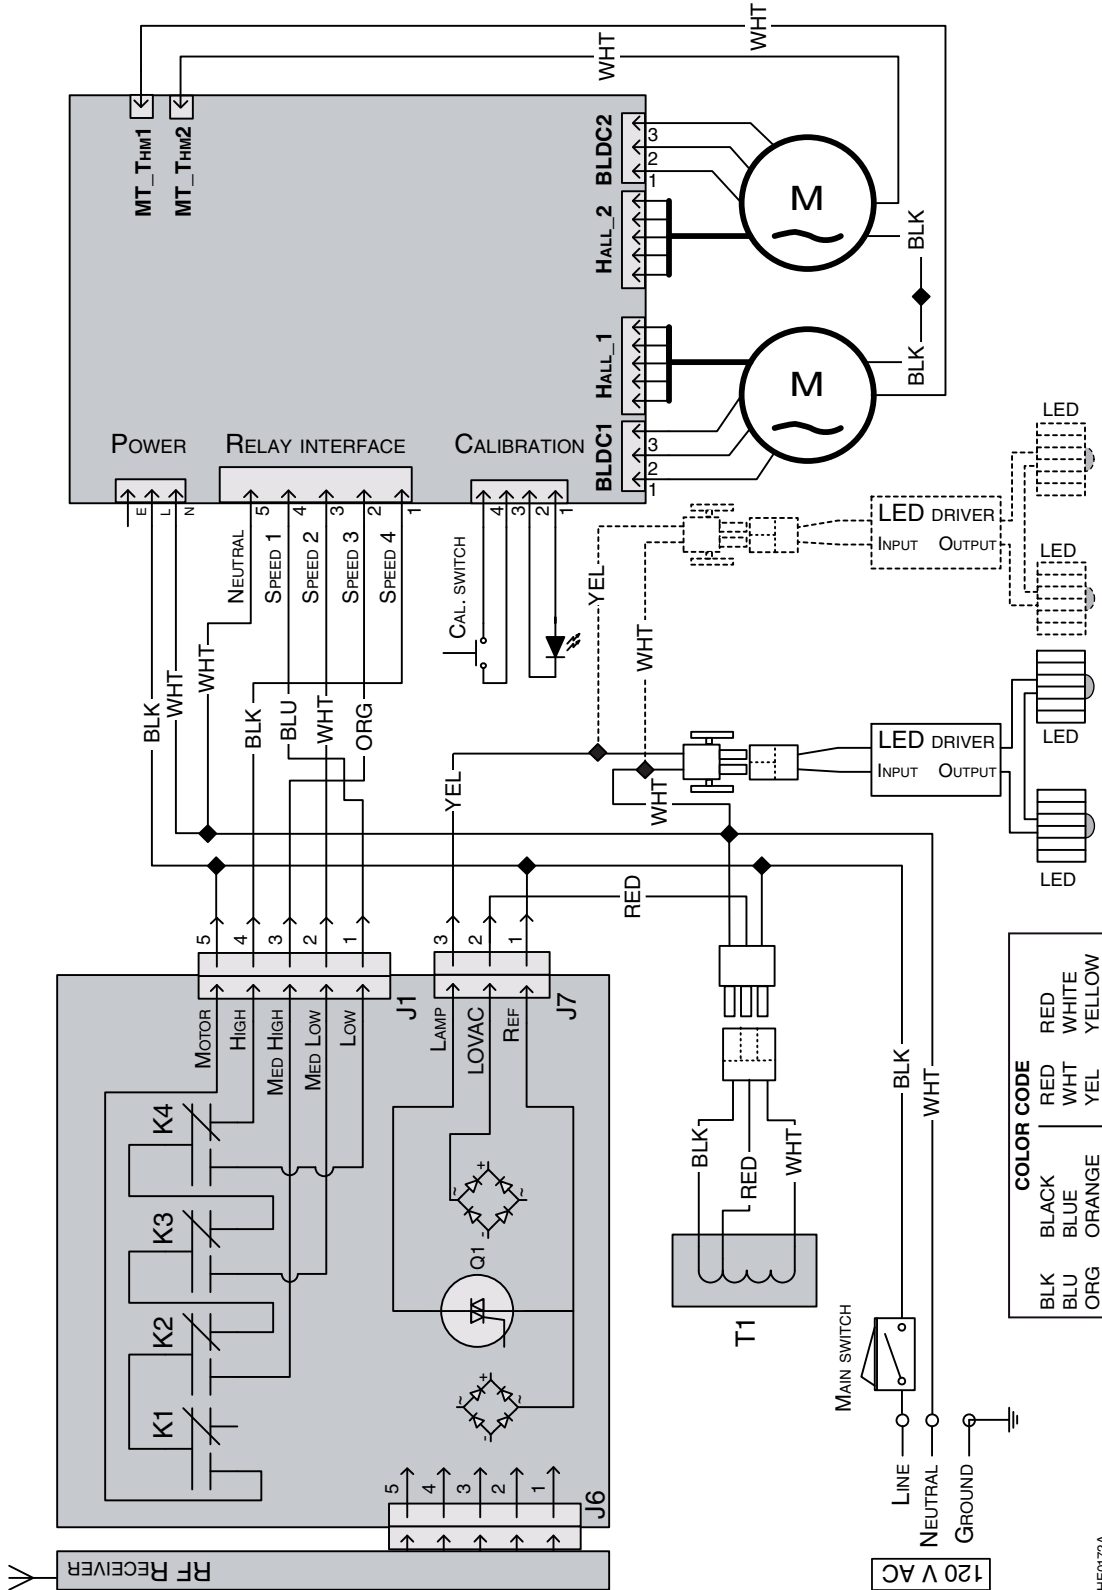 WHT
WHT
MT_THM1
MT_THM2
BLDC2
3
2
1
HALL_2
HALL_1
BLDC1
3
2
1
M
M
BLK
BLK
POWER
RELAY INTERFACE
CALIBRATION
E
L
N
5
4
3
2
1
4
3
2
1
NEUTRAL
SPEED 1
SPEED 2
SPEED 3
SPEED 4
CAL. SWITCH
BLK
WHT
WHT
BLK
BLU
WHT
ORG
YEL
WHT
YEL
WHT
LED DRIVER
INPUT OUTPUT
LED
LED
LED DRIVER
INPUT OUTPUT
LED
LED
RED
5
4
3
2
1
J1
3
2
1
J7
MOTOR
HIGH
MED HIGH
MED LOW
LOW
LAMP
LOVAC
REF
K4
K3
K2
K1
~
+
-
~
Q1
~
+
-
~
5
4
3
2
1
J6
RF RECEIVER
BLK
RED
WHT
T1
BLK
WHT
MAIN SWITCH
LINE
NEUTRAL
GROUND
120 V AC
COLOR CODE
BLK BLACK RED RED
BLU BLUE WHT WHITE
ORG ORANGE YEL YELLOW
HE0173A